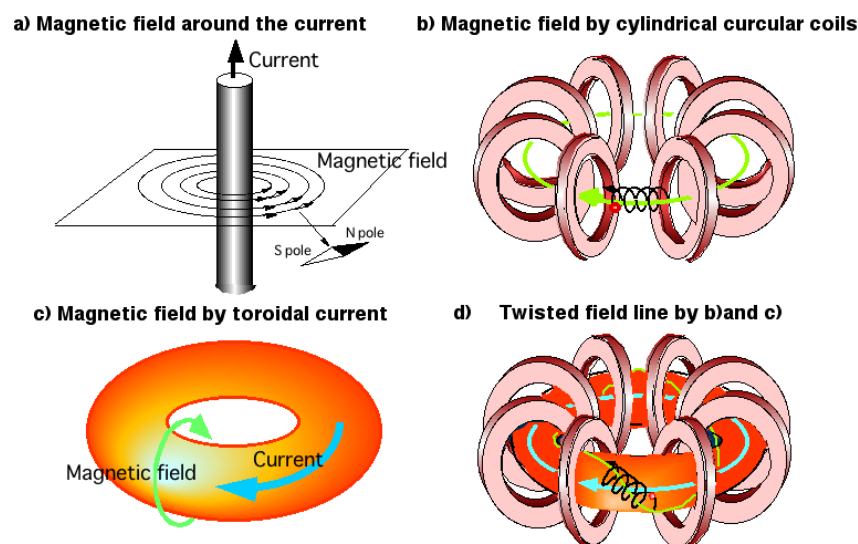 a) Magnetic field around the current
Current
Magnetic field
N pole
S pole
b) Magnetic field by cylindrical curcular coils
c) Magnetic field by toroidal current
Magnetic field
Current
d) Twisted field line by b)and c)